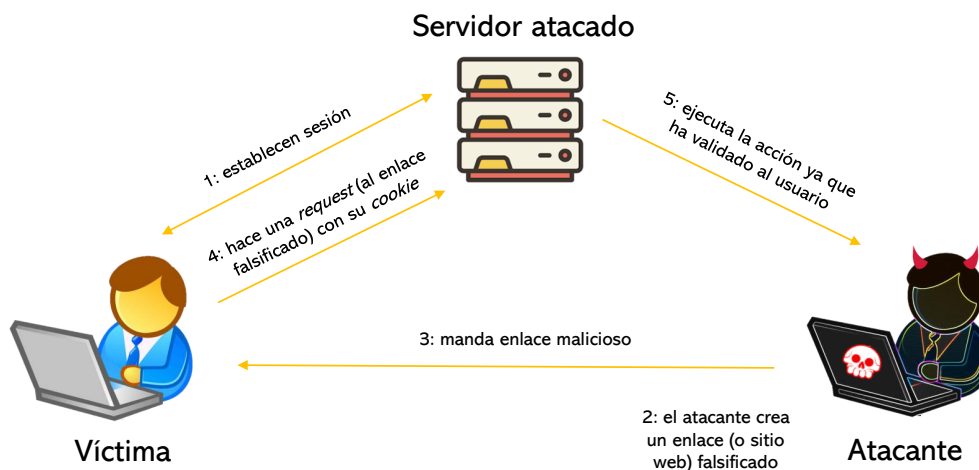 Servidor atacado
1: establecen sesión
4: hace una request (al enlace
falsificado) con su cookie
5: ejecuta la acción ya que
ha validado al usuario
3: manda enlace malicioso
2: el atacante crea
un enlace (o sitio
web) falsificado
Víctima
Atacante